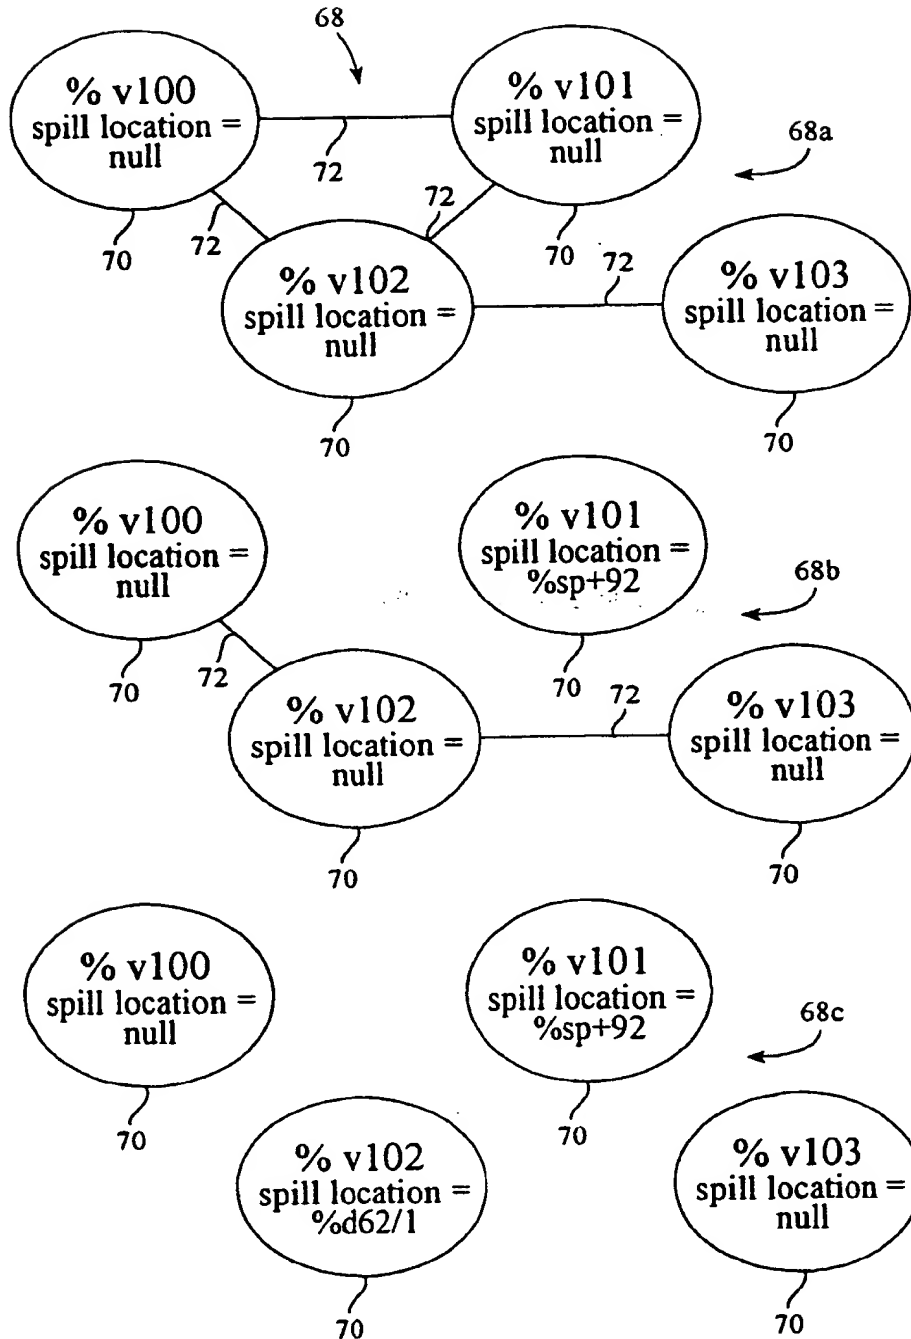 68
% v100
spill location =
null
% v101
spill location =
null
72
68a
72
72
70
70
72
% v102
spill location =
null
% v103
spill location =
null
70
70
% v100
spill location =
null
% v101
spill location =
%sp+92
68b
70
72
70
72
% v102
spill location =
null
% v103
spill location =
null
70
70
% v100
spill location =
null
% v101
spill location =
%sp+92
68c
70
70
% v102
spill location =
%d62/1
% v103
spill location =
null
70
70